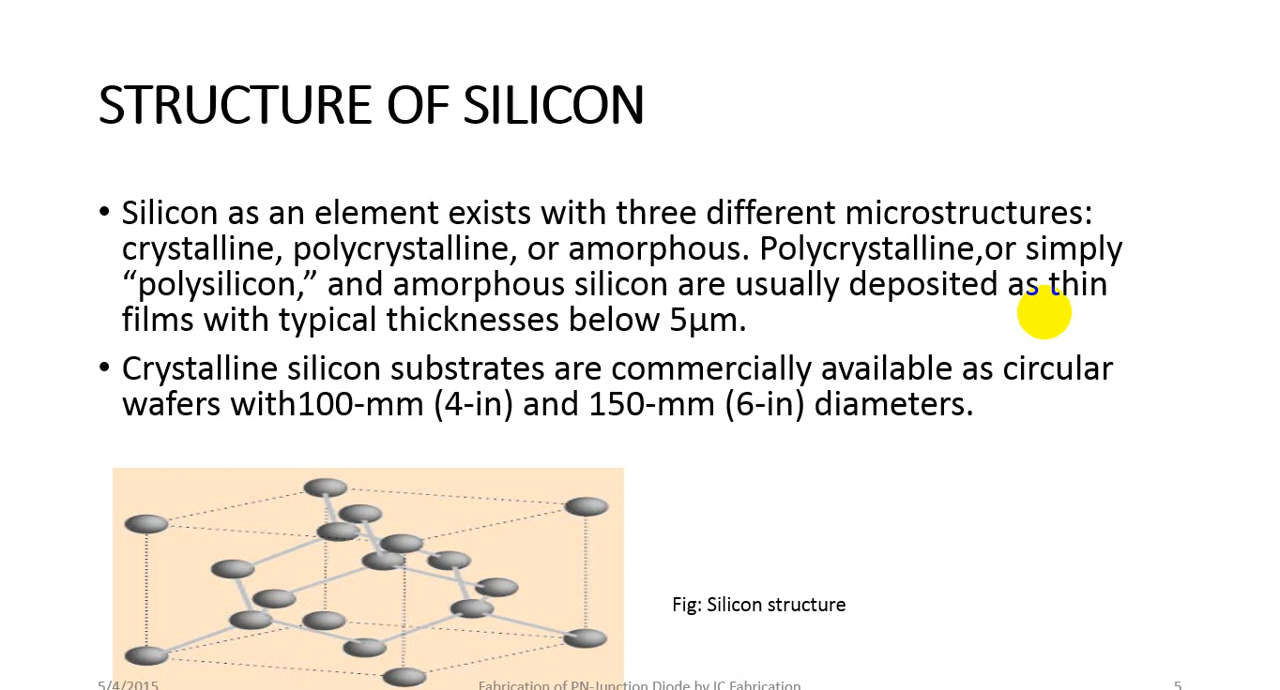 STRUCTURE OF SILICON
• Silicon as an element exists with three different microstructures:
crystalline, polycrystalline, or amorphous. Polycrystalline,or simply
“polysilicon,” and amorphous silicon are usually deposited as thin
films with typical thicknesses below 5μm.
• Crystalline silicon substrates are commercially available as circular
wafers with100-mm (4-in) and 150-mm (6-in) diameters.
Fig: Silicon structure
5/4/2015
Fabrication of PN-Junction Diode by IC Fabrication
5